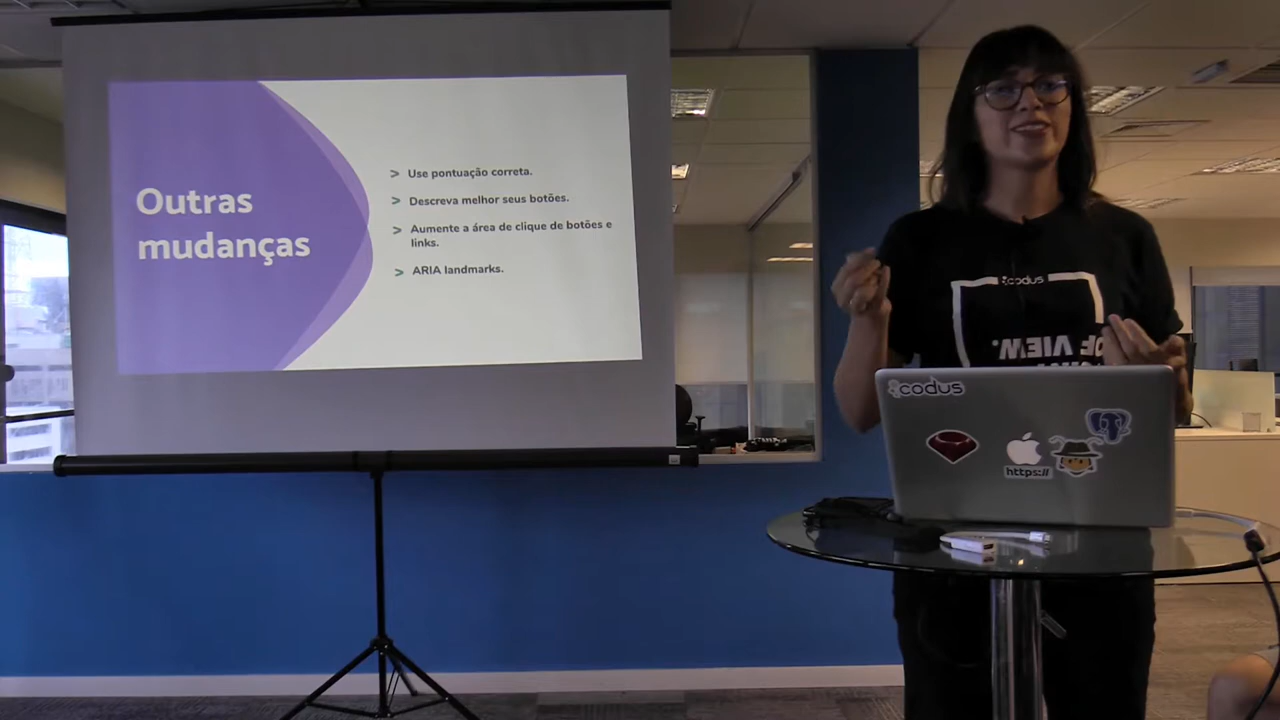 Outras
mudanças
> Use pontuação correta.
> Descreva melhor seus botões.
> Aumente a área de clique de botões e
links.
> ARIA landmarks.
codus
OF VIEW.
codus
https://